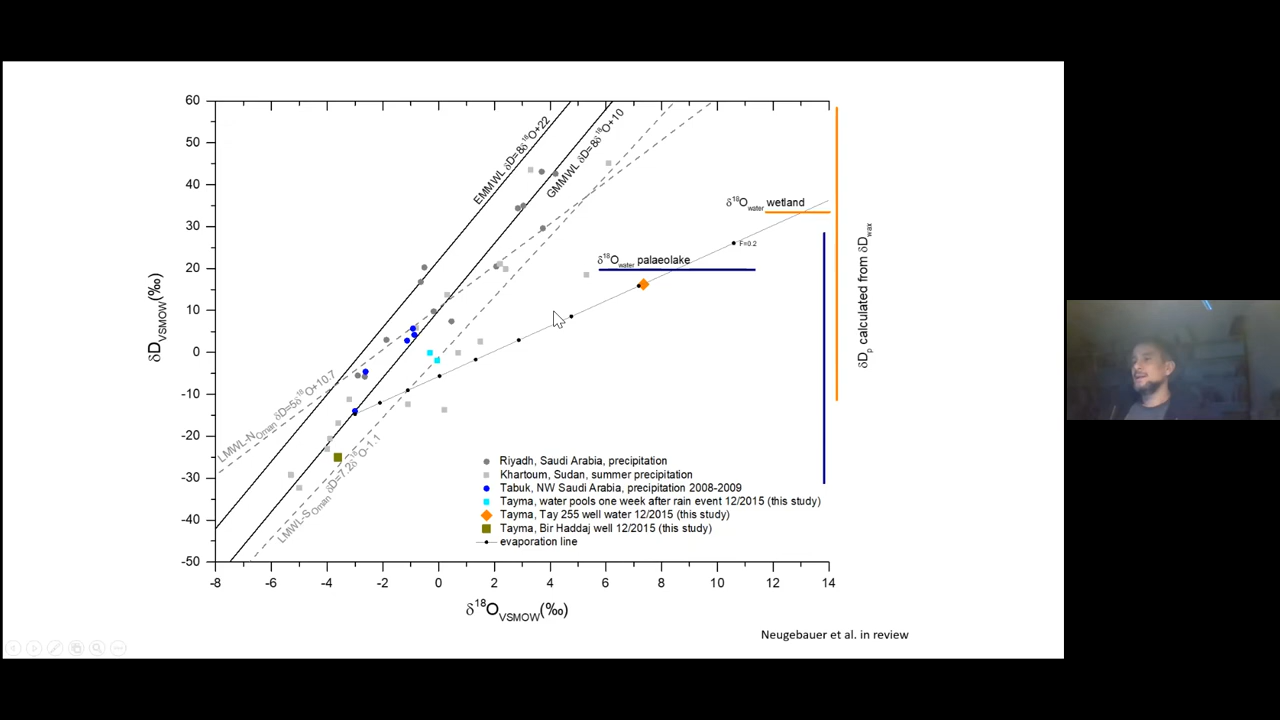 60
50
40
30
20
10
0
-10
-20
-30
-40
-50
δD_VSMOW(‰)
EMMWL δD=8δ¹⁸O+22
GMMWL δD=8δ¹⁸O+10
LMWL-N_Oman δD=5δ¹⁸O+10.7
LMWL-S_Oman δD=7.2δ¹⁸O-1.1
δ¹⁸O_water wetland
F=0.2
δ¹⁸O_water palaeolake
δD_p calculated from δD_wax
Riyadh, Saudi Arabia, precipitation
Khartoum, Sudan, summer precipitation
Tabuk, NW Saudi Arabia, precipitation 2008-2009
Tayma, water pools one week after rain event 12/2015 (this study)
Tayma, Tay 255 well water 12/2015 (this study)
Tayma, Bir Haddaj well 12/2015 (this study)
evaporation line
-8 -6 -4 -2 0 2 4 6 8 10 12 14
δ¹⁸O_VSMOW(‰)
Neugebauer et al. in review